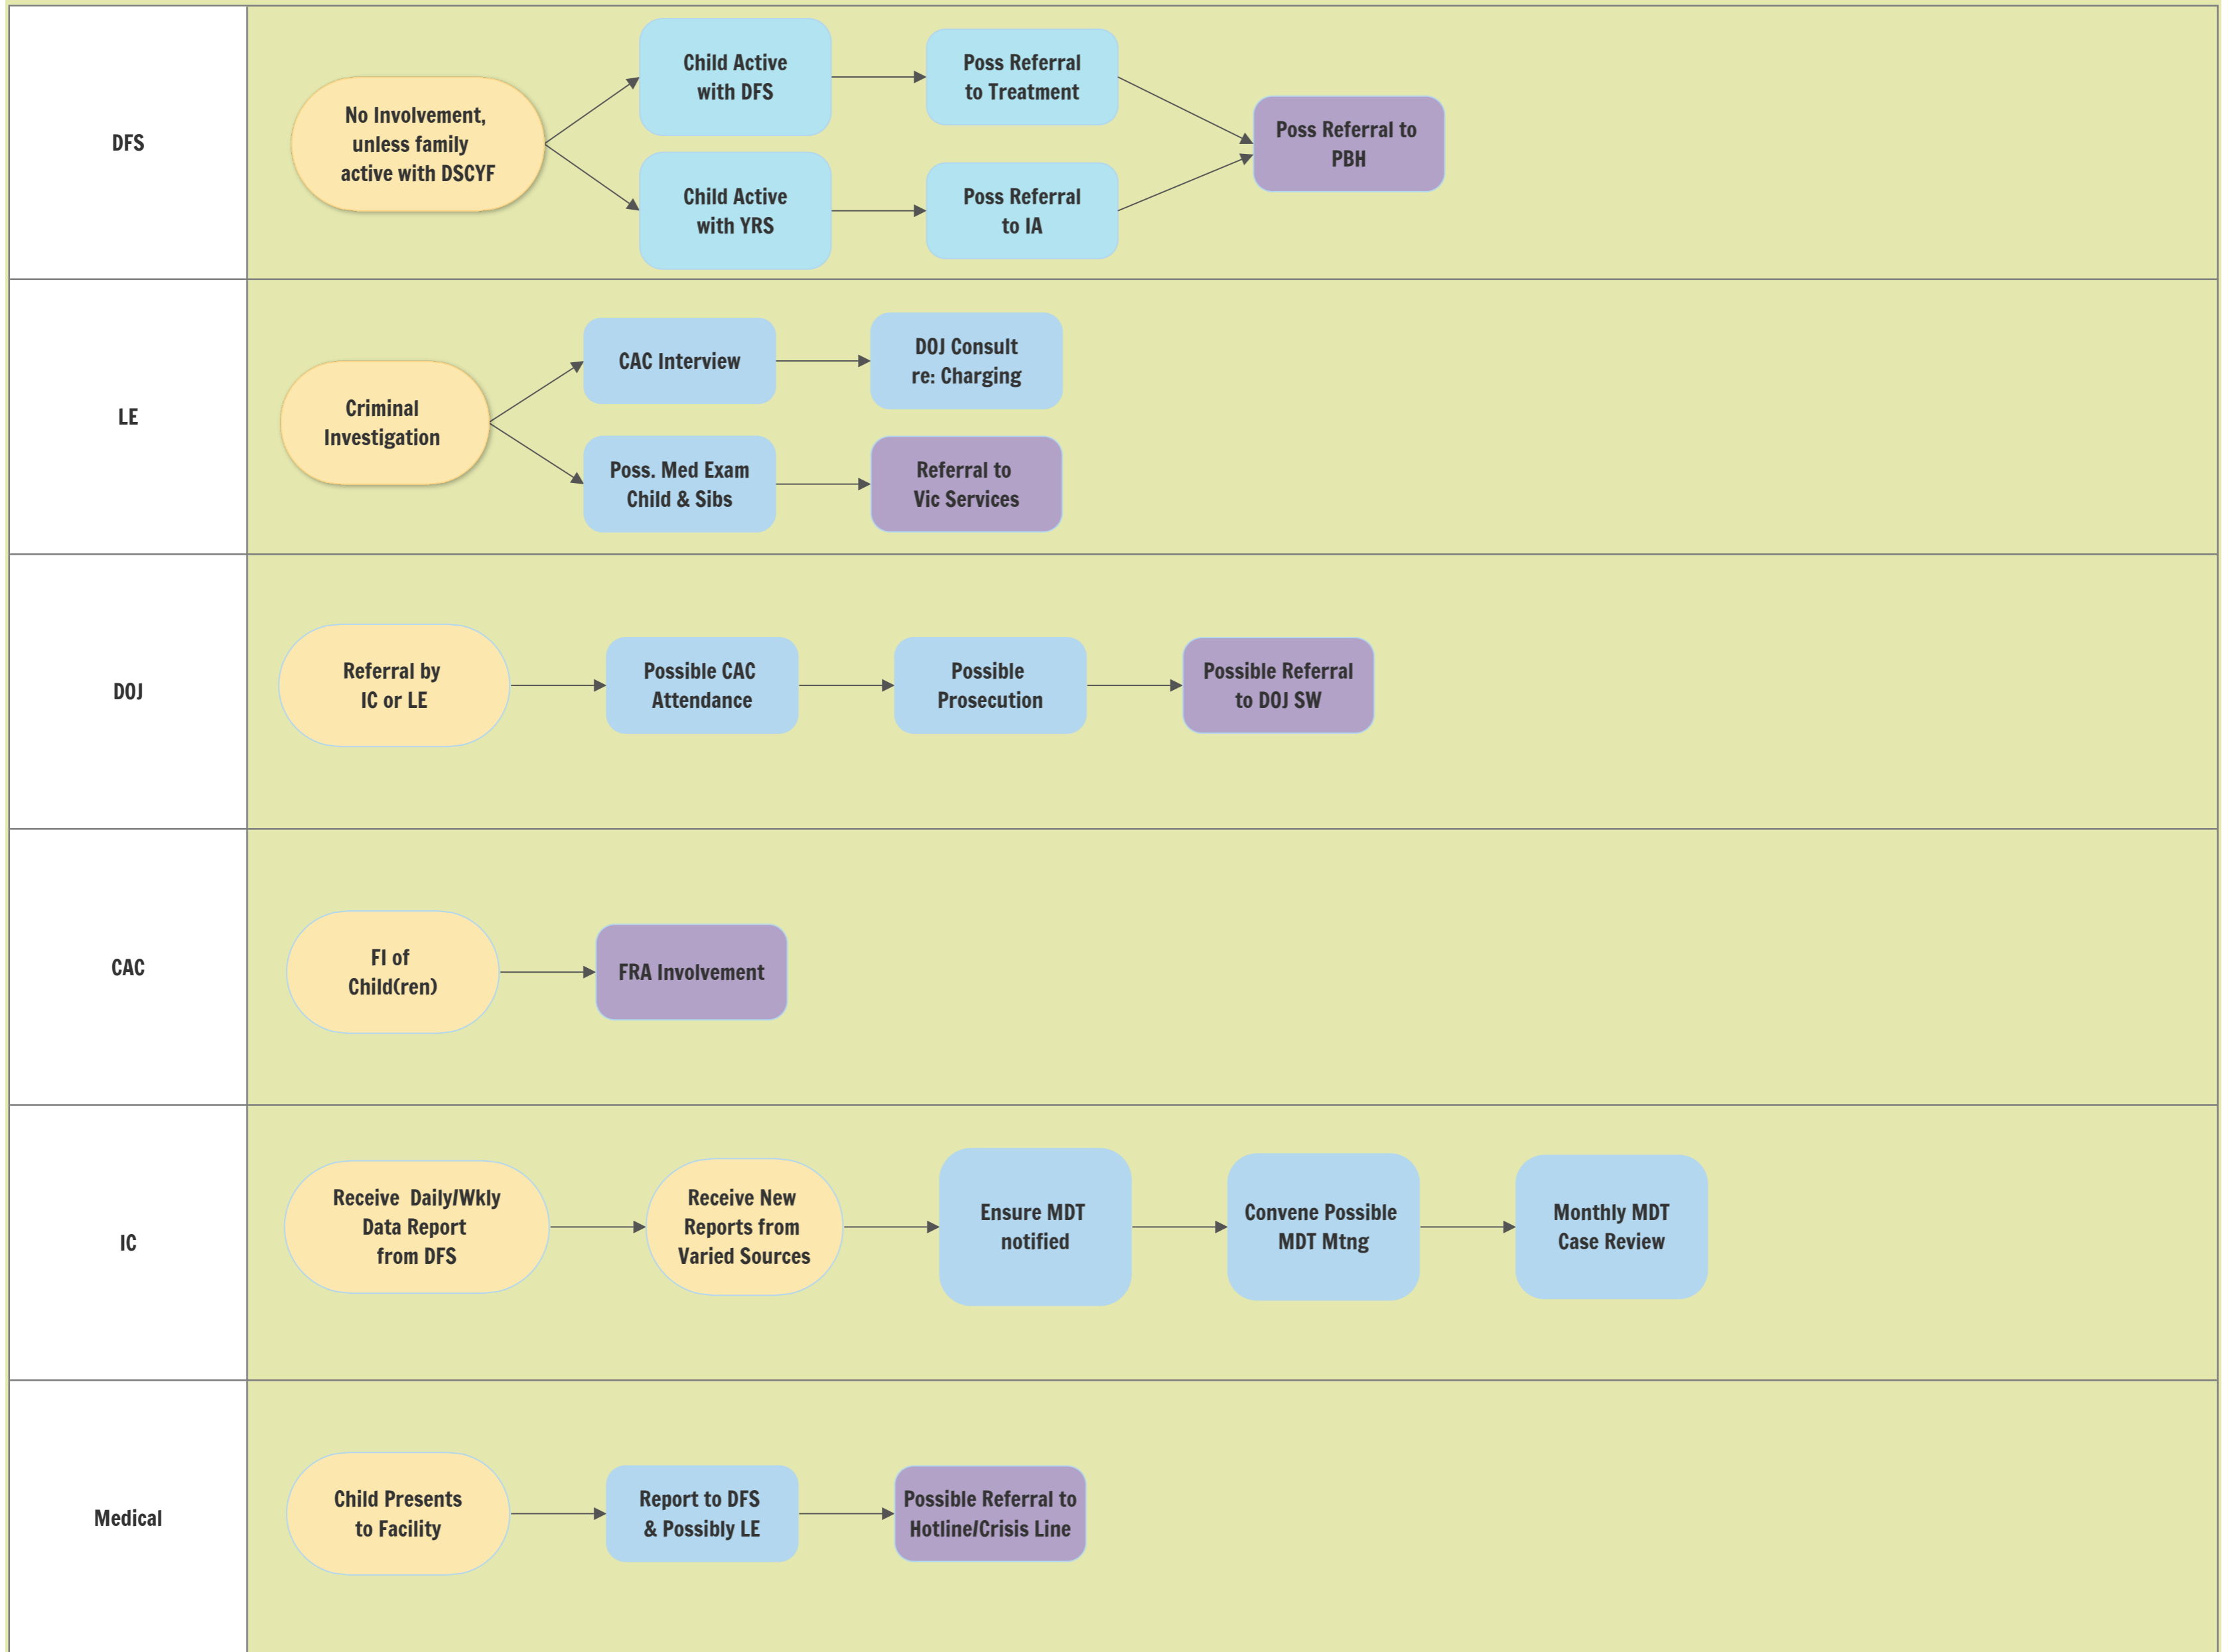 DFS
No Involvement,
unless family
active with DSCYF
Child Active
with DFS
Poss Referral
to Treatment
Child Active
with YRS
Poss Referral
to IA
Poss Referral to
PBH
LE
Criminal
Investigation
CAC Interview
DOJ Consult
re: Charging
Poss. Med Exam
Child & Sibs
Referral to
Vic Services
DOJ
Referral by
IC or LE
Possible CAC
Attendance
Possible
Prosecution
Possible Referral
to DOJ SW
CAC
FI of
Child(ren)
FRA Involvement
IC
Receive Daily/Wkly
Data Report
from DFS
Receive New
Reports from
Varied Sources
Ensure MDT
notified
Convene Possible
MDT Mtng
Monthly MDT
Case Review
Medical
Child Presents
to Facility
Report to DFS
& Possibly LE
Possible Referral to
Hotline/Crisis Line